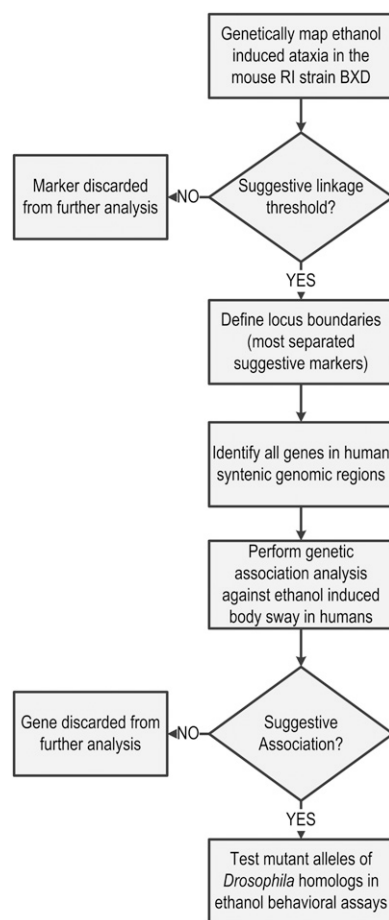 Genetically map ethanol
induced ataxia in the
mouse RI strain BXD
Suggestive linkage
threshold?
NO
Marker discarded
from further analysis
YES
Define locus boundaries
(most separated
suggestive markers)
Identify all genes in human
syntenic genomic regions
Perform genetic
association analysis
against ethanol induced
body sway in humans
Suggestive
Association?
NO
Gene discarded from
further analysis
YES
Test mutant alleles of
Drosophila homologs in
ethanol behavioral assays